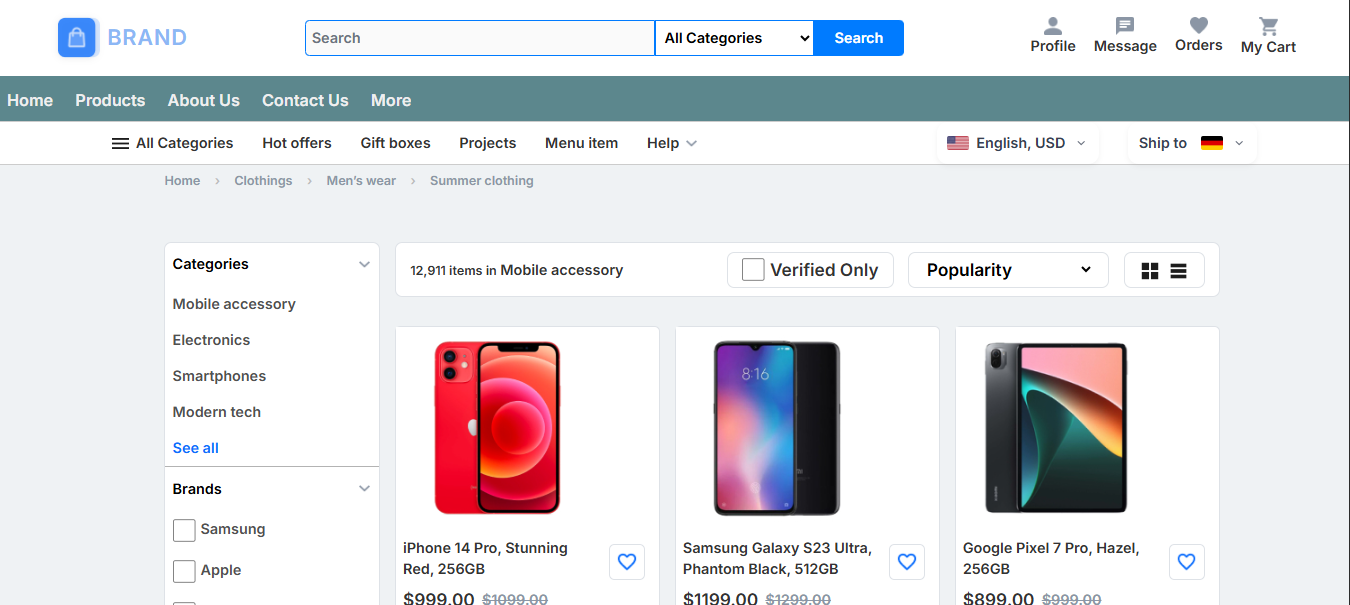 BRAND
Search
All Categories
Search
Profile
Message
Orders
My Cart
Home
Products
About Us
Contact Us
More
All Categories
Hot offers
Gift boxes
Projects
Menu item
Help
English, USD
Ship to
Home › Clothings › Men’s wear › Summer clothing
Categories
Mobile accessory
Electronics
Smartphones
Modern tech
See all
Brands
Samsung
Apple
12,911 items in Mobile accessory
Verified Only
Popularity
iPhone 14 Pro, Stunning
Red, 256GB
$999.00 $1099.00
8:16
Samsung Galaxy S23 Ultra,
Phantom Black, 512GB
$1199.00 $1299.00
Google Pixel 7 Pro, Hazel,
256GB
$899.00 $999.00